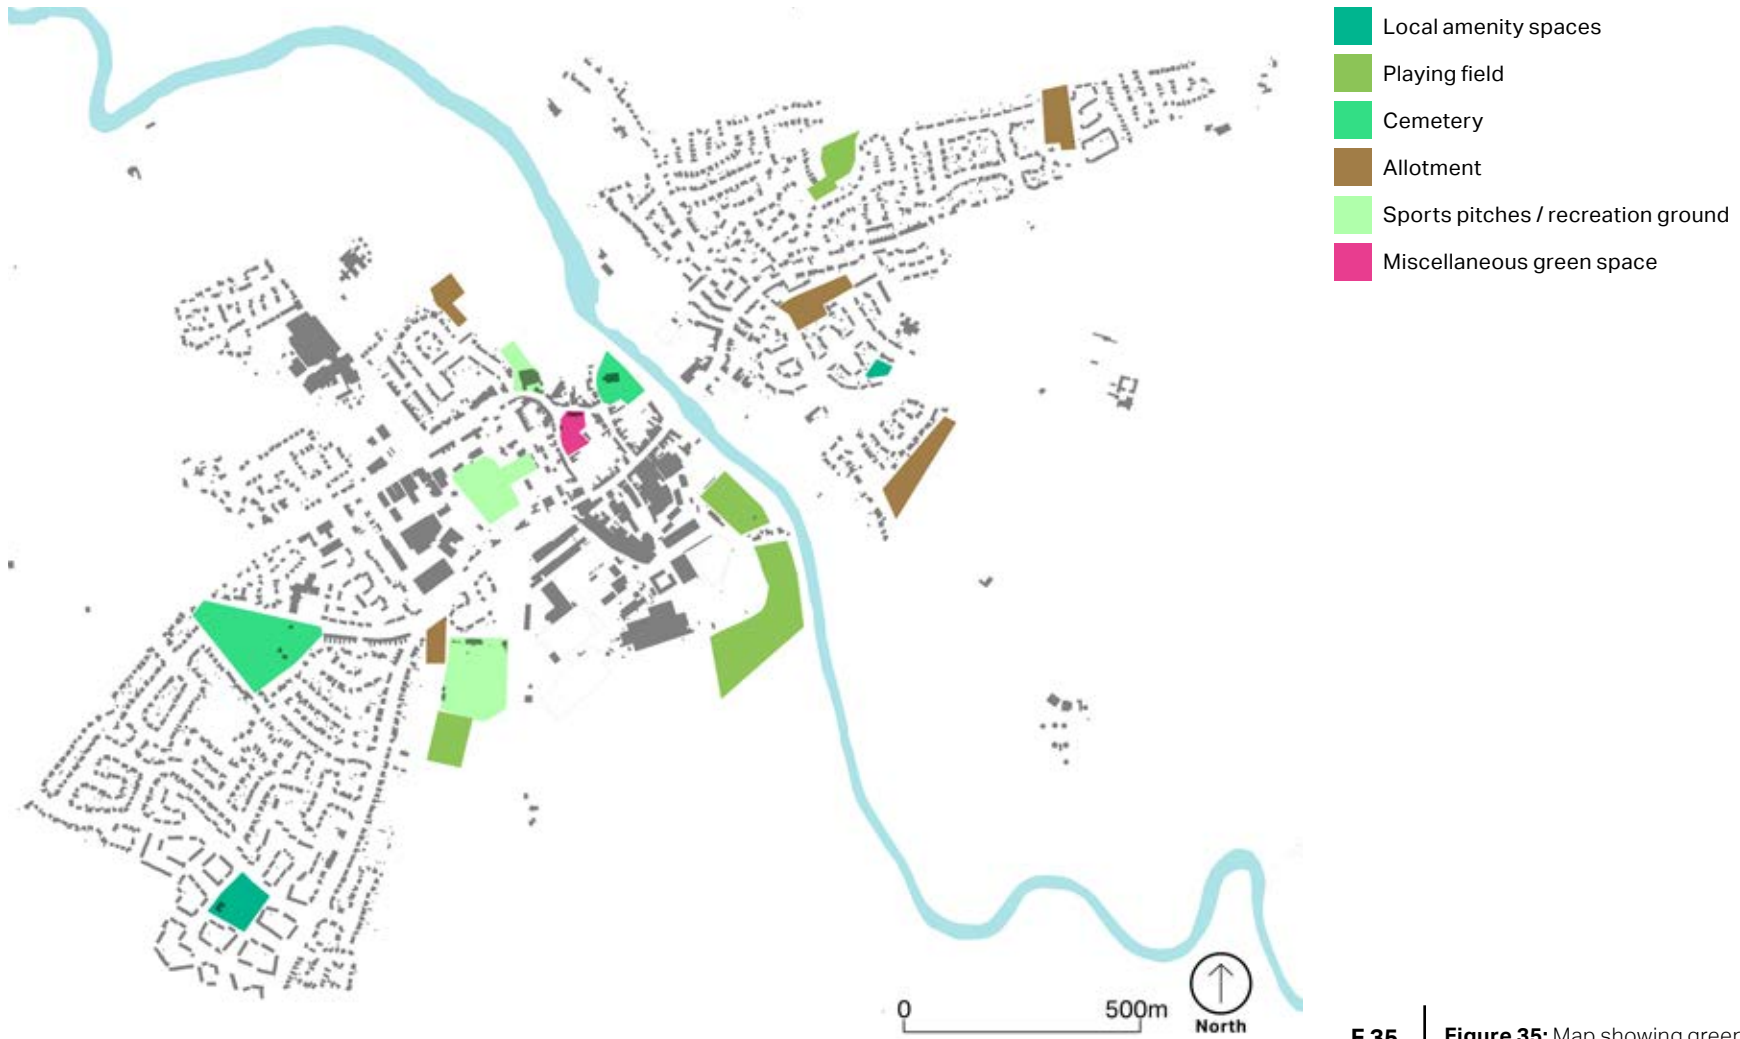 Local amenity spaces
Playing field
Cemetery
Allotment
Sports pitches / recreation ground
Miscellaneous green space
0 500m
North
F.35 Figure 35: Map showing green